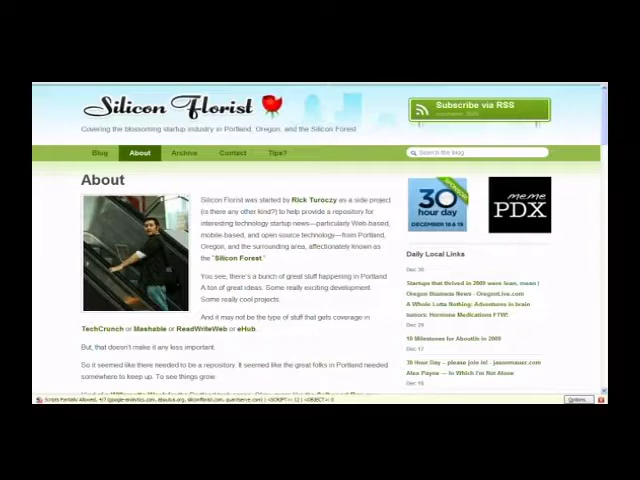 Silicon Florist
Subscribe via RSS
Covering the blossoming startup industry in Portland, Oregon, and the Silicon Forest
Blog About Archive Contact Tips?
Search the blog
About
Silicon Florist was started by Rick Turoczy as a side project
(is there any other kind?) to help provide a repository for
interesting technology startup news—particularly Web-based,
mobile-based, and open source technology—from Portland,
Oregon, and the surrounding area, affectionately known as
the "Silicon Forest."
You see, there's a bunch of great stuff happening in Portland
A ton of great ideas. Some really exciting development.
Some really cool projects.
And it may not be the type of stuff that gets coverage in
TechCrunch or Mashable or ReadWriteWeb or eHub.
But, that doesn't make it any less important.
So it seemed like there needed to be a repository. It seemed like the great folks in Portland needed
somewhere to keep up. To see things grow.
SPONSOR
30
hour day
DECEMBER 18 & 19
meme
PDX
Daily Local Links
Dec 30
Startups that thrived in 2009 were lean, mean |
Oregon Business News - OregonLive.com
A Whole Lotta Nothing: Adventures in brain
tumors: Hormone Medications FTW!
Dec 29
10 Milestones for AboutUs in 2009
Dec 17
30 Hour Day – please join in! - jasonmauer.com
Alex Payne — In Which I'm Not Alone
Dec 16
Options...